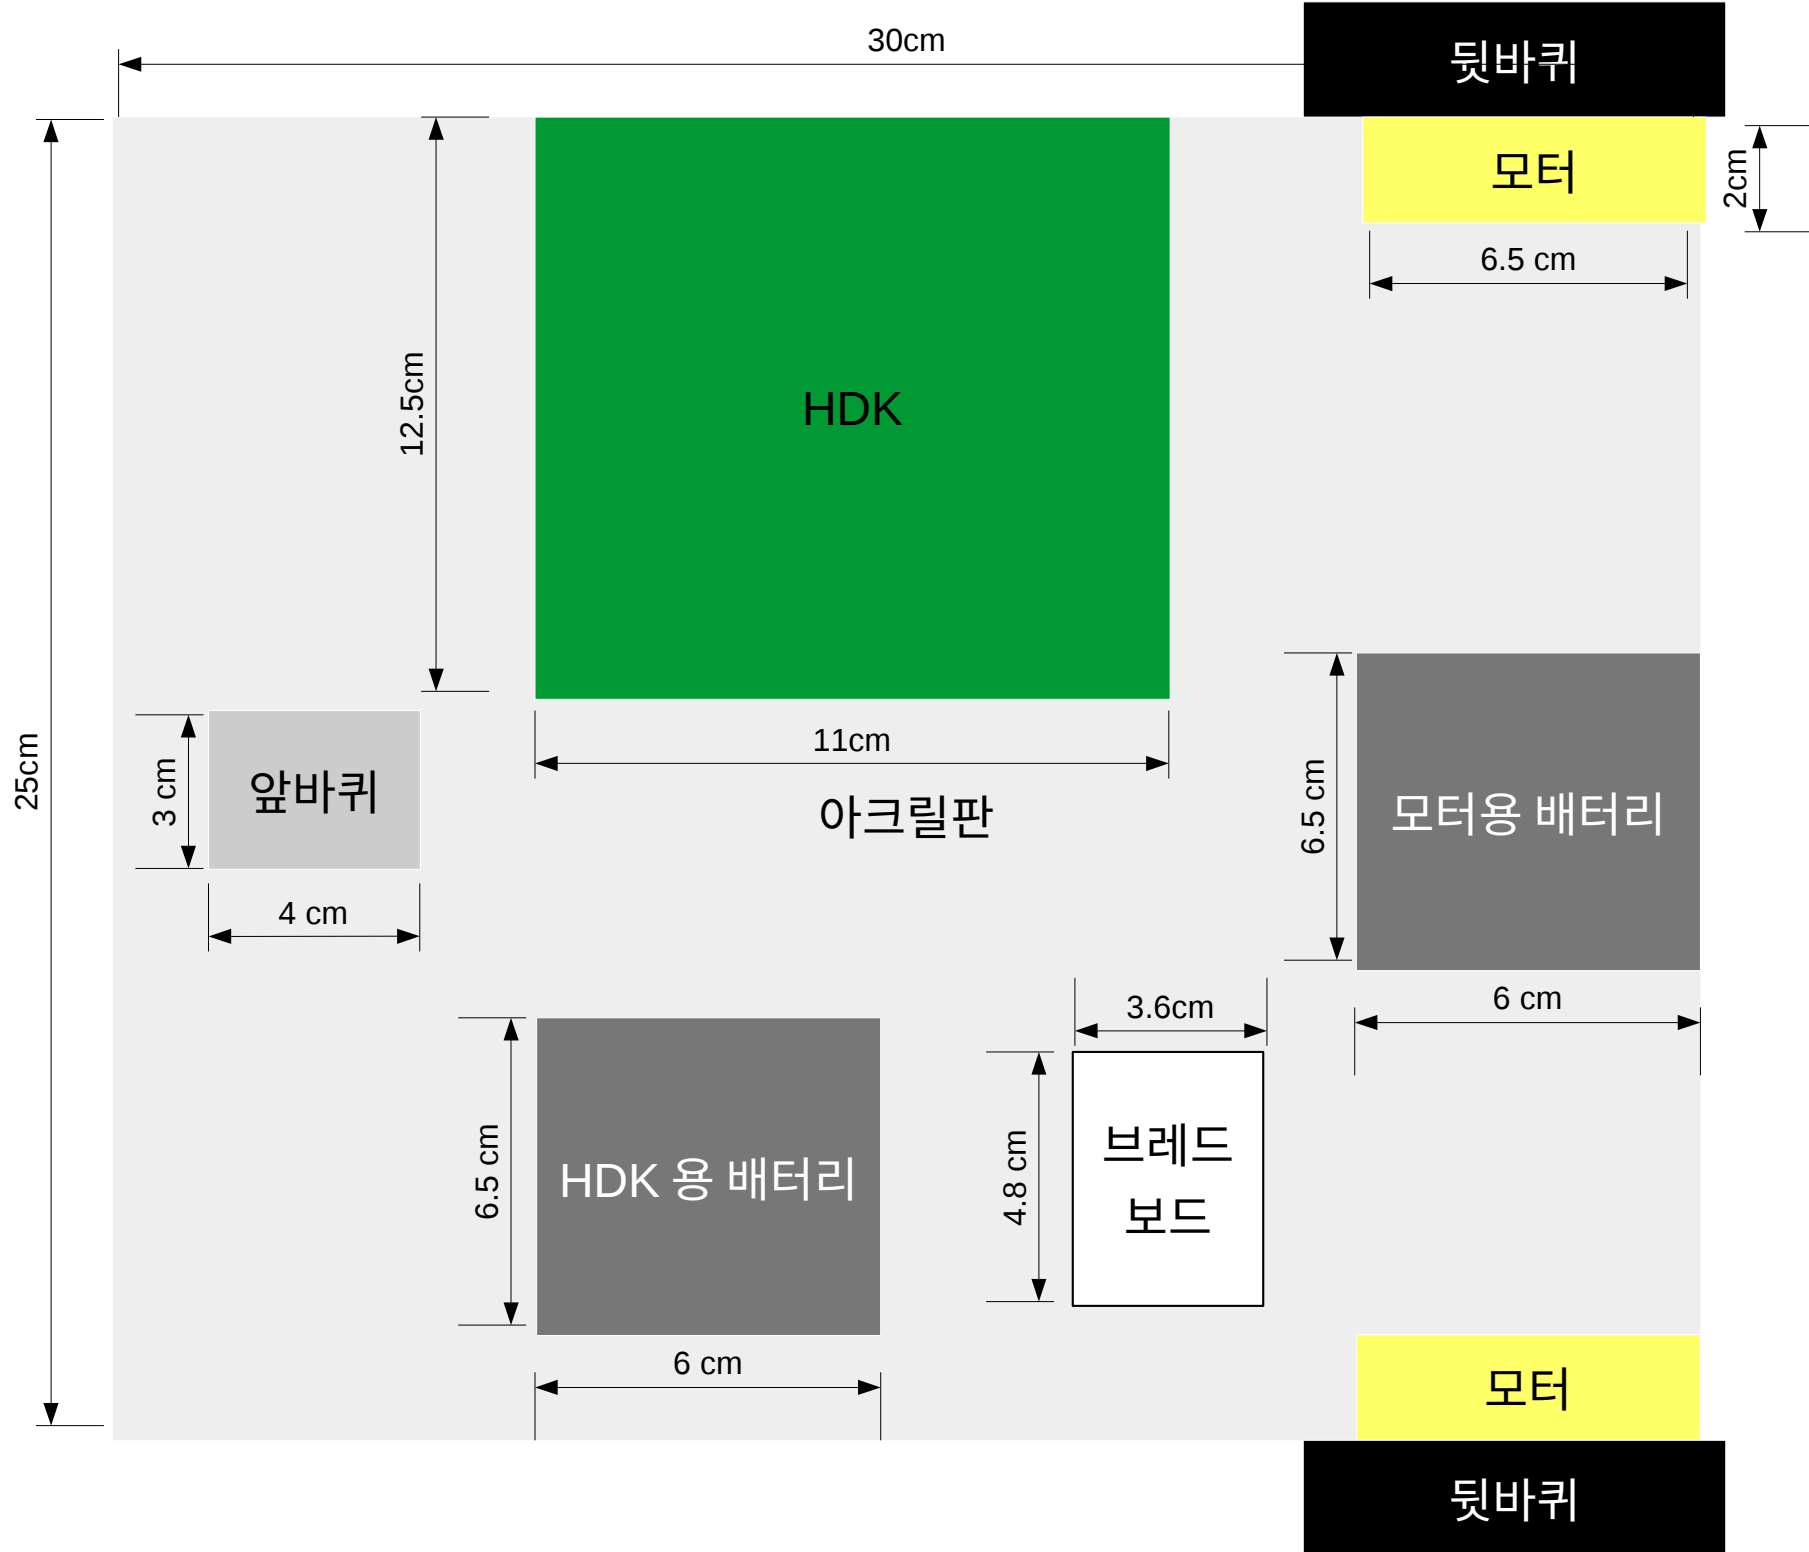 30cm
뒷바퀴
모터
2cm
6.5 cm
12.5cm
HDK
25cm
3 cm
앞바퀴
4 cm
11cm
아크릴판
6.5 cm
모터용 배터리
6 cm
3.6cm
6.5 cm
HDK 용 배터리
6 cm
4.8 cm
브레드
보드
모터
뒷바퀴